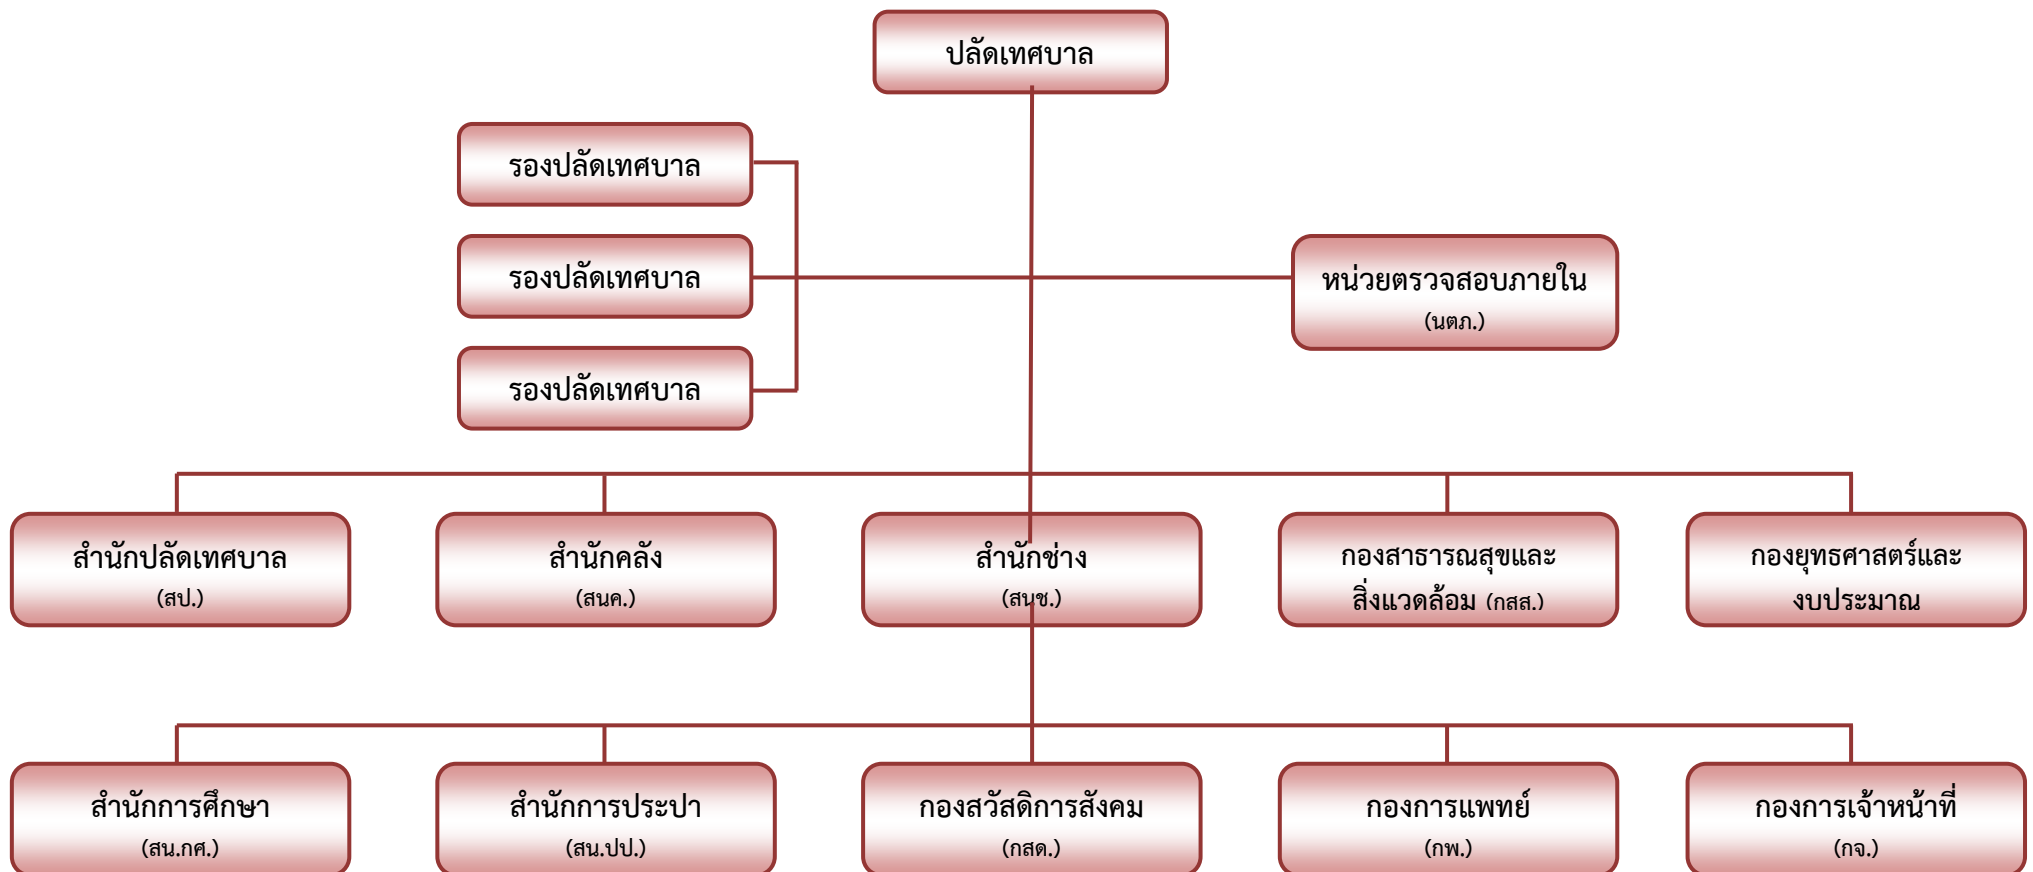 ปลัดเทศบาล
รองปลัดเทศบาล
รองปลัดเทศบาล
หน่วยตรวจสอบภายใน
(นตภ.)
รองปลัดเทศบาล
สำนักปลัดเทศบาล
(สป.)
สำนักคลัง
(สนค.)
สำนักช่าง
(สนช.)
กองสาธารณสุขและ
สิ่งแวดล้อม (กสส.)
กองยุทธศาสตร์และ
งบประมาณ
สำนักการศึกษา
(สน.กศ.)
สำนักการประปา
(สน.ปป.)
กองสวัสดิการสังคม
(กสด.)
กองการแพทย์
(กพ.)
กองการเจ้าหน้าที่
(กจ.)